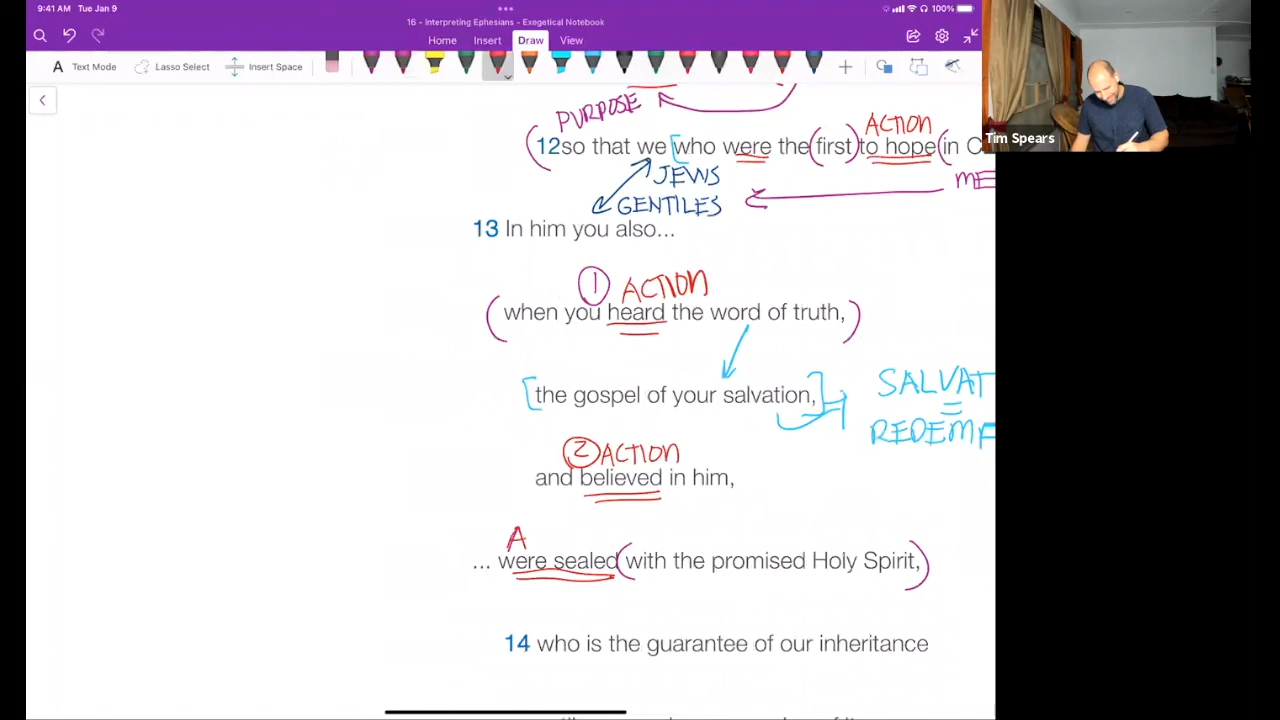 9:41 AM Tue Jan 9
100%
16 - Interpreting Ephesians - Exegetical Notebook
Home Insert Draw View
A Text Mode Lasso Select Insert Space
Tim Spears
PURPOSE
ACTION
12so that we [who were the (first) to hope (in C
JEWS
GENTILES
ME
13 In him you also...
1 ACTION
(when you heard the word of truth,)
[the gospel of your salvation,]
SALVAT
=
REDEMP
2 ACTION
and believed in him,
A
... were sealed (with the promised Holy Spirit,)
14 who is the guarantee of our inheritance